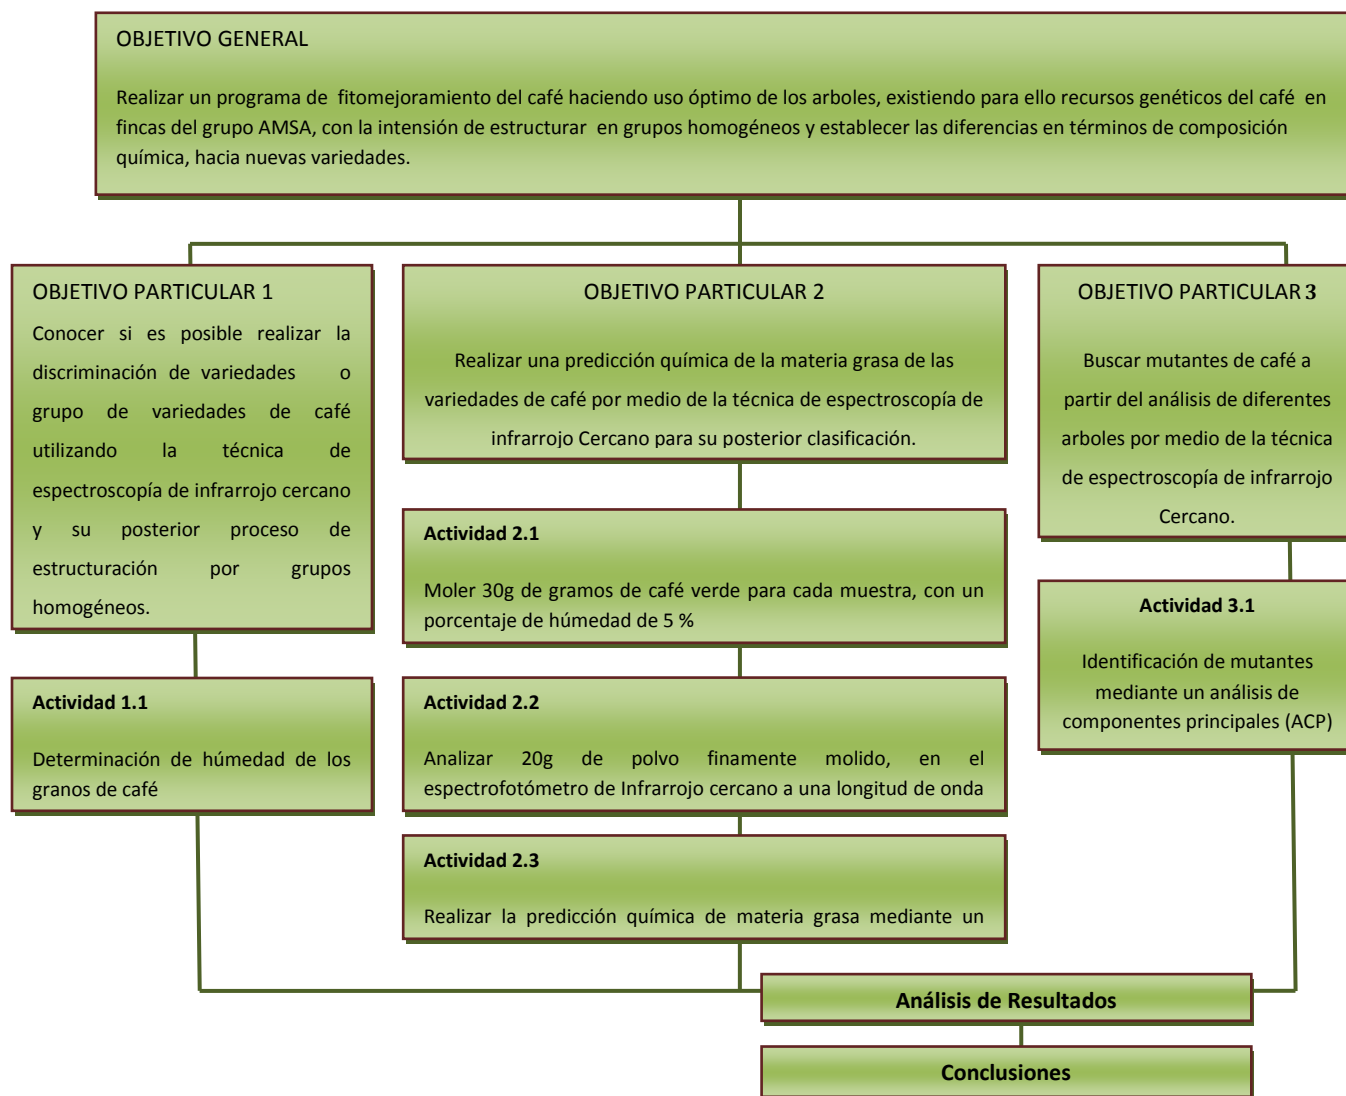 OBJETIVO GENERAL
Realizar un programa de fitomejoramiento del café haciendo uso óptimo de los arboles, existiendo para ello recursos genéticos del café en
fincas del grupo AMSA, con la intensión de estructurar en grupos homogéneos y establecer las diferencias en términos de composición
química, hacia nuevas variedades.
OBJETIVO PARTICULAR 1
Conocer si es posible realizar la
discriminación de variedades o
grupo de variedades de café
utilizando la técnica de
espectroscopía de infrarrojo cercano
y su posterior proceso de
estructuración por grupos
homogéneos.
Actividad 1.1
Determinación de húmedad de los
granos de café
OBJETIVO PARTICULAR 2
Realizar una predicción química de la materia grasa de las
variedades de café por medio de la técnica de espectroscopía de
infrarrojo Cercano para su posterior clasificación.
Actividad 2.1
Moler 30g de gramos de café verde para cada muestra, con un
porcentaje de húmedad de 5 %
Actividad 2.2
Analizar 20g de polvo finamente molido, en el
espectrofotómetro de Infrarrojo cercano a una longitud de onda
Actividad 2.3
Realizar la predicción química de materia grasa mediante un
OBJETIVO PARTICULAR 3
Buscar mutantes de café a
partir del análisis de diferentes
arboles por medio de la técnica
de espectroscopía de infrarrojo
Cercano.
Actividad 3.1
Identificación de mutantes
mediante un análisis de
componentes principales (ACP)
Análisis de Resultados
Conclusiones